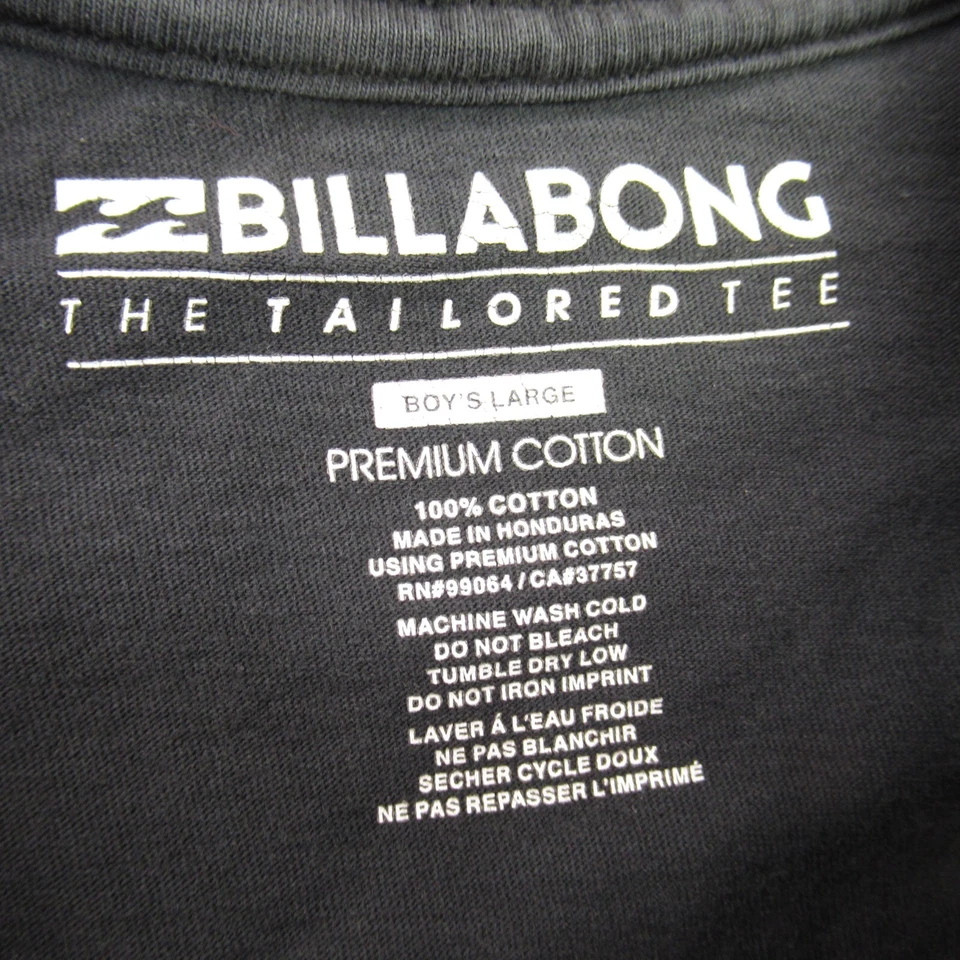 BILLABONG
THE TAILORED TEE
BOY'S LARGE
PREMIUM COTTON
100% COTTON
MADE IN HONDURAS
USING PREMIUM COTTON
RN#99064 / CA#37757
MACHINE WASH COLD
DO NOT BLEACH
TUMBLE DRY LOW
DO NOT IRON IMPRINT
LAVER Á L'EAU FROIDE
NE PAS BLANCHIR
SECHER CYCLE DOUX
NE PAS REPASSER L'IMPRIMÉ